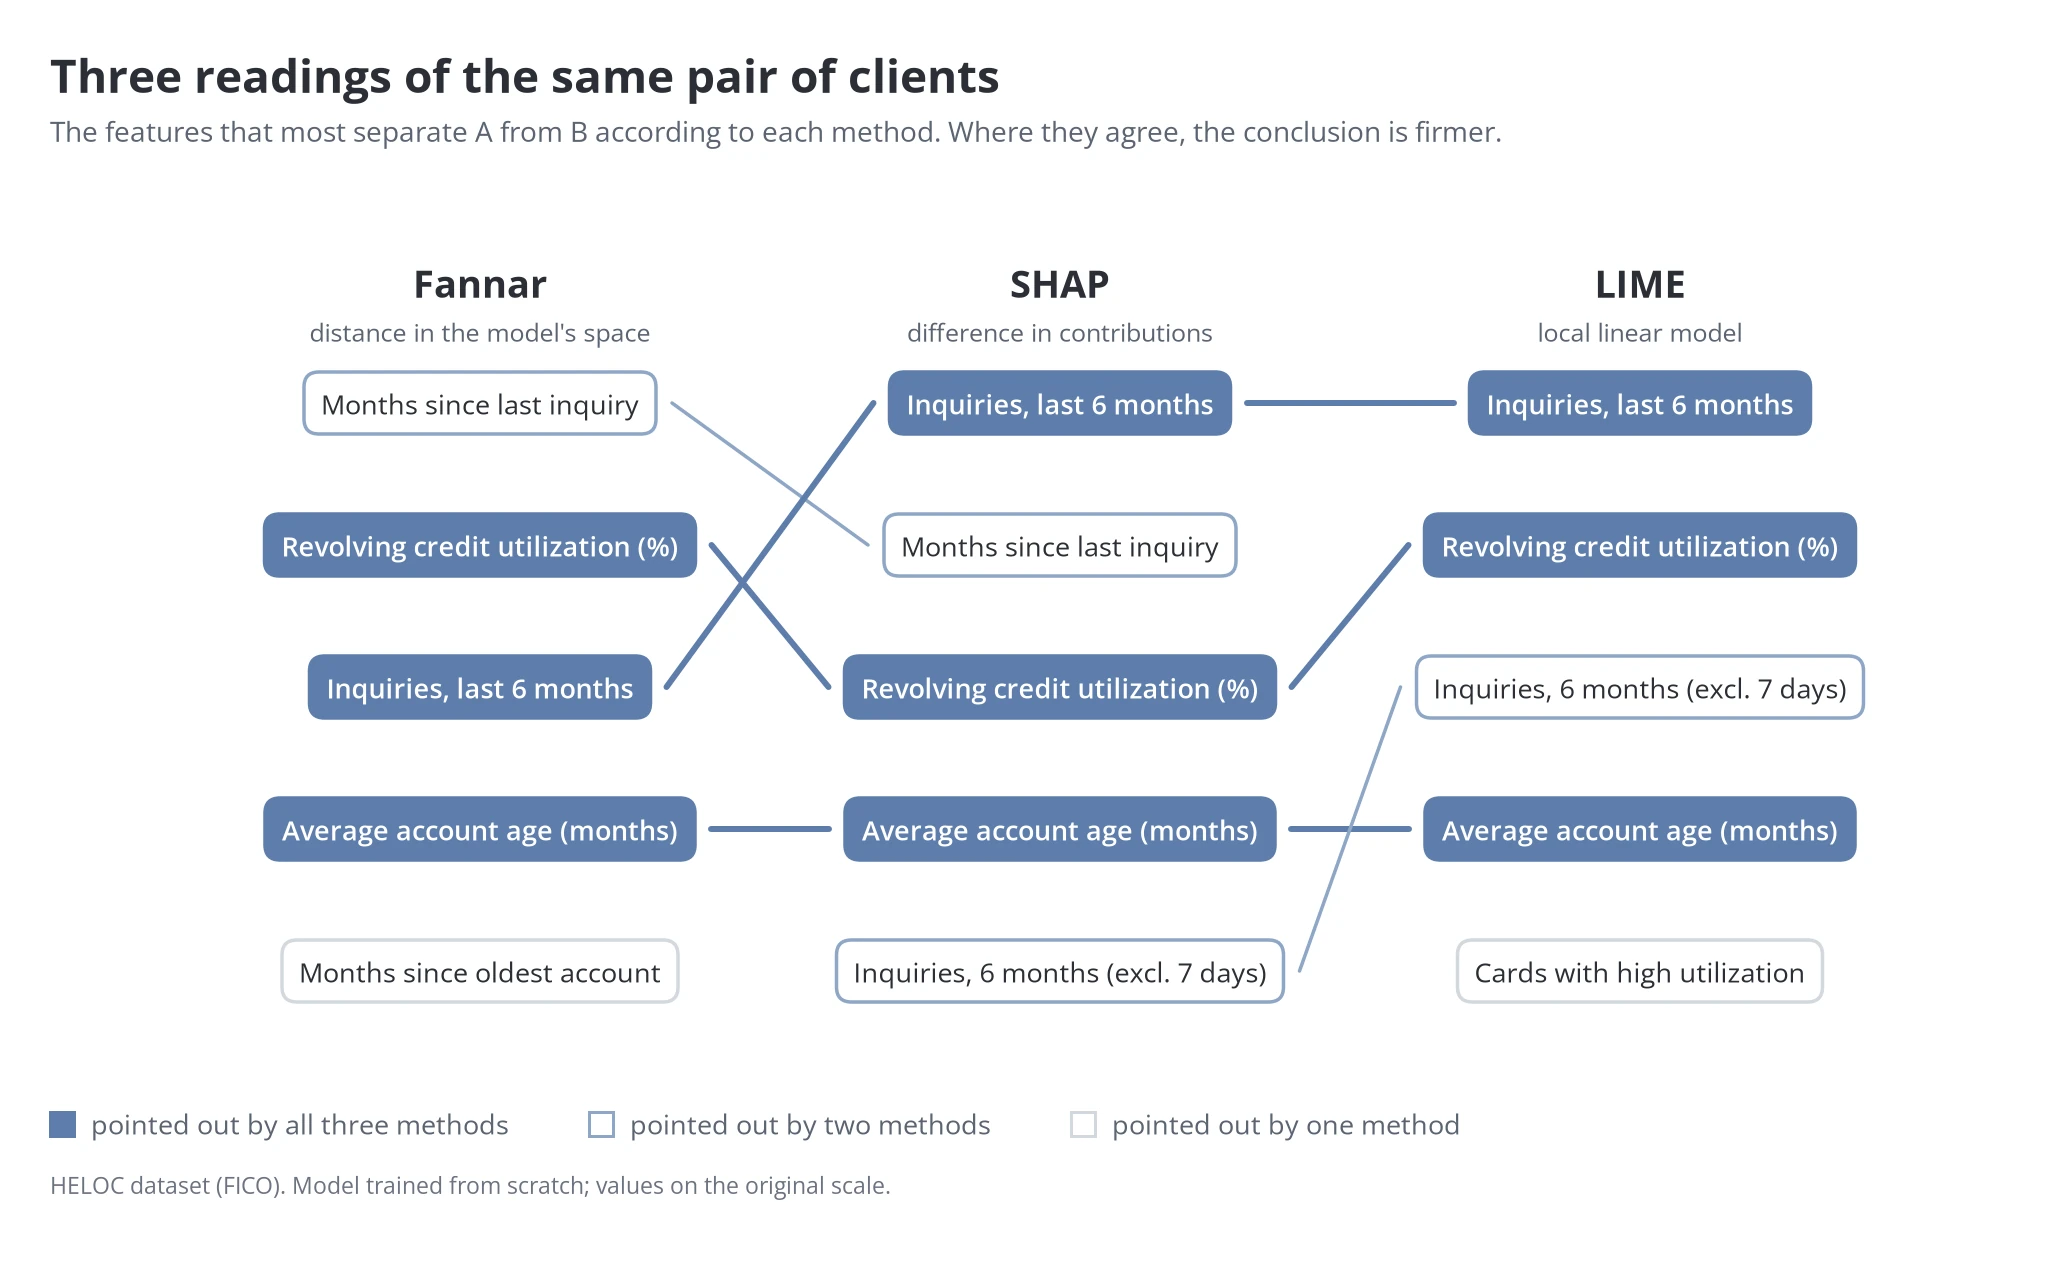 Three readings of the same pair of clients
The features that most separate A from B according to each method. Where they agree, the conclusion is firmer.
Fannar
SHAP
LIME
distance in the model's space
difference in contributions
local linear model
Months since last inquiry
Inquiries, last 6 months
Inquiries, last 6 months
Revolving credit utilization (%)
Months since last inquiry
Revolving credit utilization (%)
Inquiries, last 6 months
Revolving credit utilization (%)
Inquiries, 6 months (excl. 7 days)
Average account age (months)
Average account age (months)
Average account age (months)
Months since oldest account
Inquiries, 6 months (excl. 7 days)
Cards with high utilization
pointed out by all three methods
pointed out by two methods
pointed out by one method
HELOC dataset (FICO). Model trained from scratch; values on the original scale.